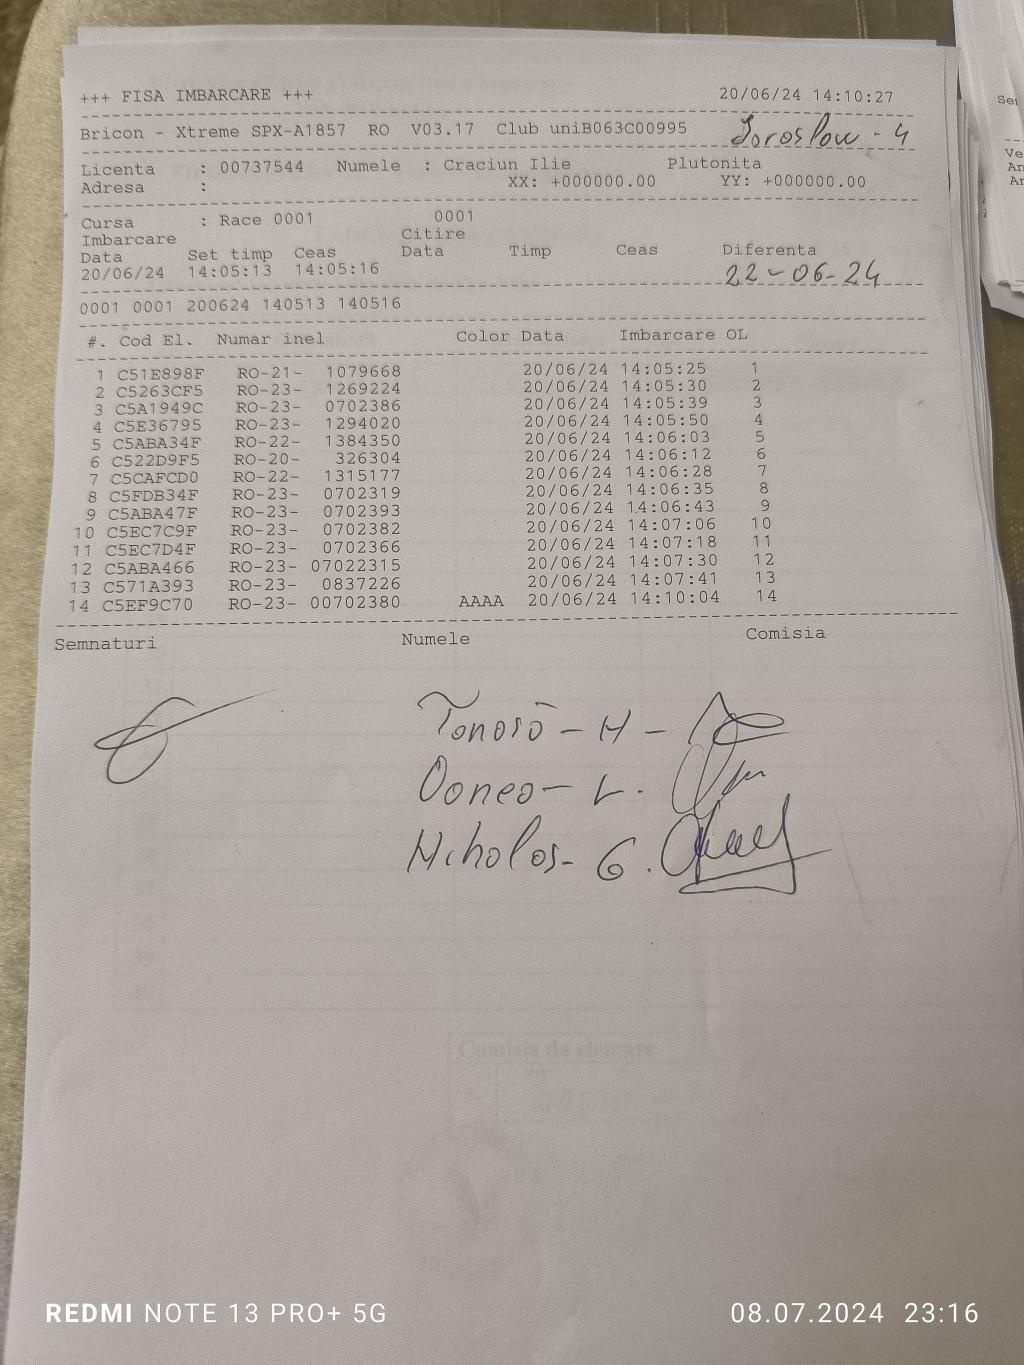 +++ FISA IMBARCARE +++ 20/06/24 14:10:27
Bricon - Xtreme SPX-A1857 RO V03.17 Club uniB063C00995 Joroslow - 4
Licenta : 00737544 Numele : Craciun Ilie Plutonita
Adresa : XX: +000000.00 YY: +000000.00
Cursa : Race 0001 0001
Imbarcare Citire
Data Set timp Ceas Data Timp Ceas Diferenta
20/06/24 14:05:13 14:05:16 22-06-24
0001 0001 200624 140513 140516
#. Cod El. Numar inel Color Data Imbarcare OL
1 C51E898F RO-21- 1079668 20/06/24 14:05:25 1
2 C5263CF5 RO-23- 1269224 20/06/24 14:05:30 2
3 C5A1949C RO-23- 0702386 20/06/24 14:05:39 3
4 C5E36795 RO-23- 1294020 20/06/24 14:05:50 4
5 C5ABA34F RO-22- 1384350 20/06/24 14:06:03 5
6 C522D9F5 RO-20- 326304 20/06/24 14:06:12 6
7 C5CAFCD0 RO-22- 1315177 20/06/24 14:06:28 7
8 C5FDB34F RO-23- 0702319 20/06/24 14:06:35 8
9 C5ABA47F RO-23- 0702393 20/06/24 14:06:43 9
10 C5EC7C9F RO-23- 0702382 20/06/24 14:07:06 10
11 C5EC7D4F RO-23- 0702366 20/06/24 14:07:18 11
12 C5ABA466 RO-23- 07022315 20/06/24 14:07:30 12
13 C571A393 RO-23- 0837226 20/06/24 14:07:41 13
14 C5EF9C70 RO-23- 00702380 AAAA 20/06/24 14:10:04 14
Semnaturi Numele Comisia
- H -
- L.
- G.
Comisia de
REDMI NOTE 13 PRO+ 5G 08.07.2024 23:16